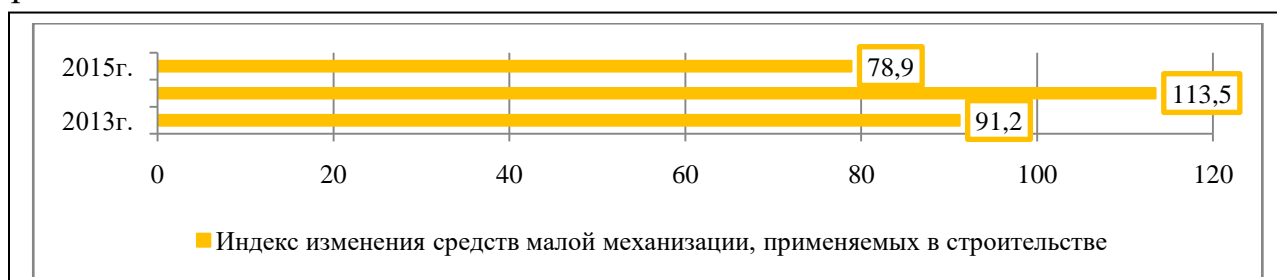 2015г.
78,9
113,5
2013г.
91,2
0 20 40 60 80 100 120
Индекс изменения средств малой механизации, применяемых в строительстве